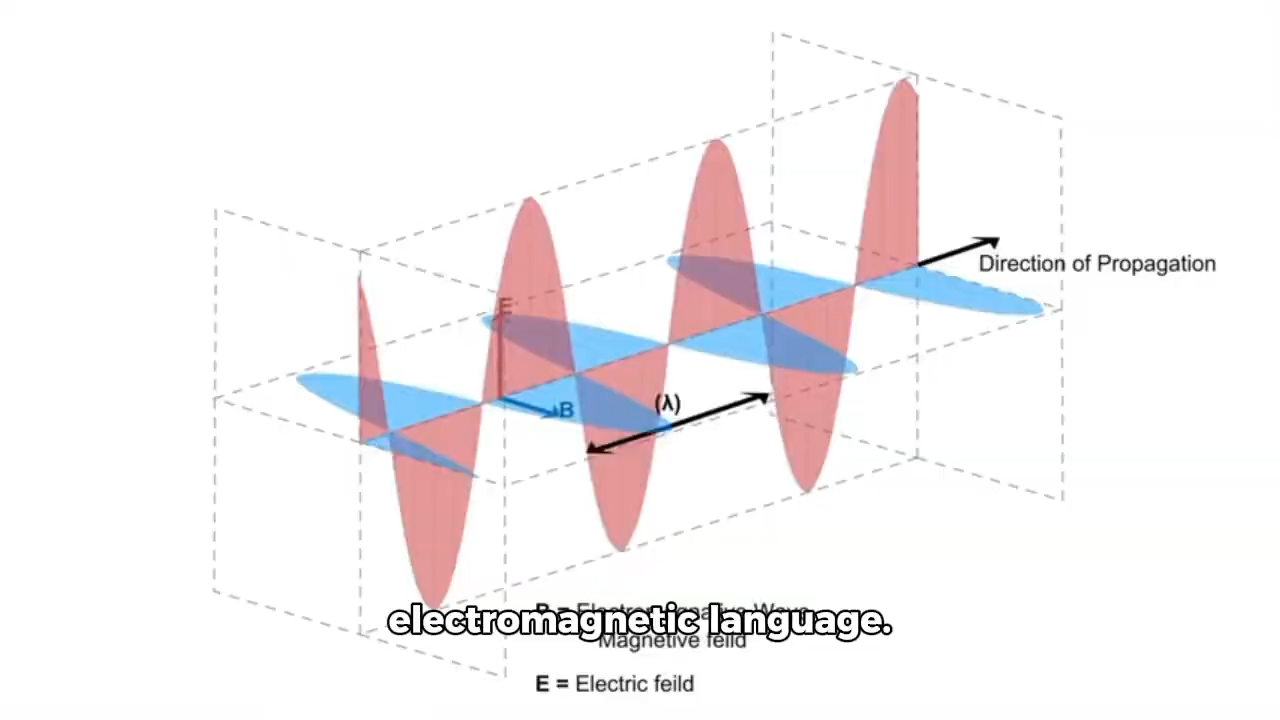 Direction of Propagation
E
B
(λ)
electromagnetic language.
Magnetive feild
E = Electric feild